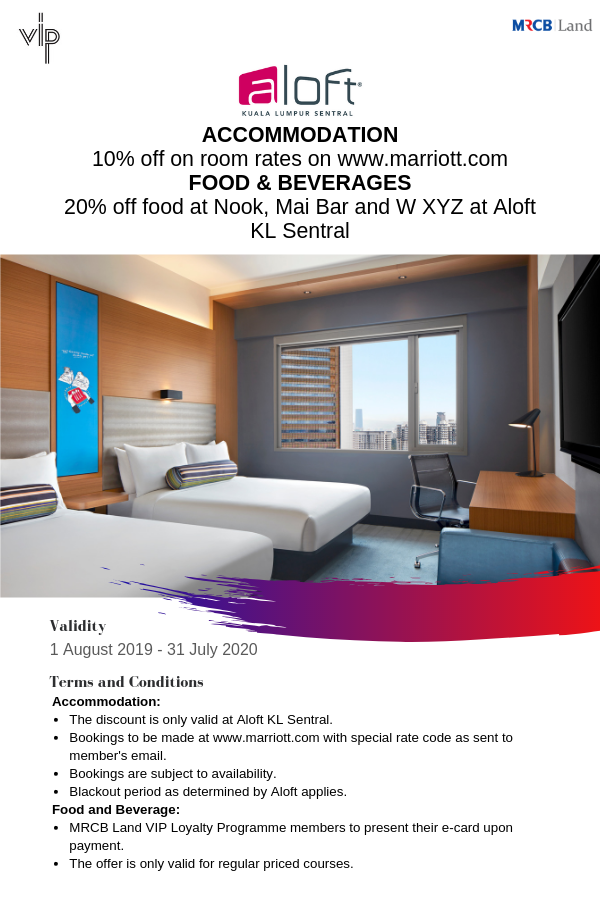 vip
MRCB Land
aloft
KUALA LUMPUR SENTRAL
ACCOMMODATION
10% off on room rates on www.marriott.com
FOOD & BEVERAGES
20% off food at Nook, Mai Bar and W XYZ at Aloft
KL Sentral
Validity
1 August 2019 - 31 July 2020
Terms and Conditions
Accommodation:
• The discount is only valid at Aloft KL Sentral.
• Bookings to be made at www.marriott.com with special rate code as sent to
member's email.
• Bookings are subject to availability.
• Blackout period as determined by Aloft applies.
Food and Beverage:
• MRCB Land VIP Loyalty Programme members to present their e-card upon
payment.
• The offer is only valid for regular priced courses.